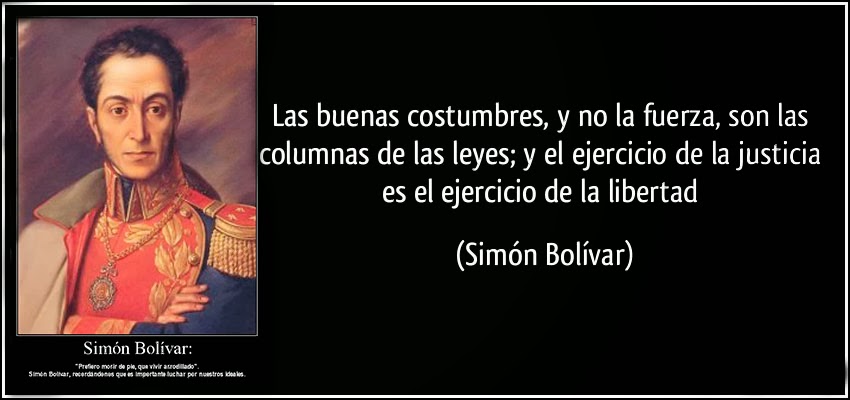 Las buenas costumbres, y no la fuerza, son las
columnas de las leyes; y el ejercicio de la justicia
es el ejercicio de la libertad
(Simón Bolívar)
Simón Bolívar:
"Prefiero morir de pie, que vivir arrodillado".
Simón Bolívar, recordándonos que es importante luchar por nuestros ideales.